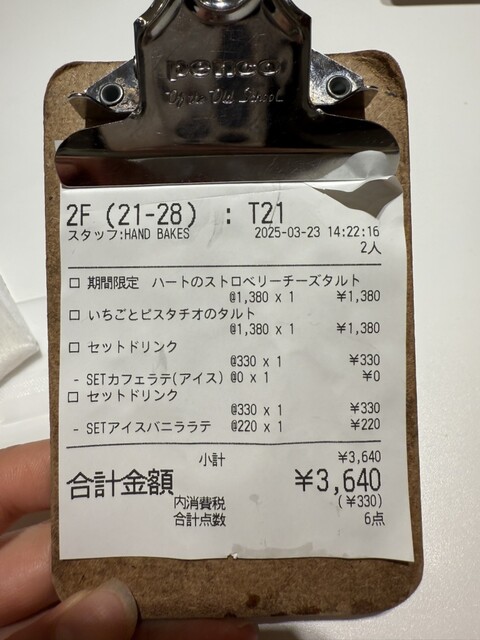 penco
Of the Old School.
2F (21-28) : T21
スタッフ:HAND BAKES 2025-03-23 14:22:16
2人
□ 期間限定 ハートのストロベリーチーズタルト
@1,380 x 1 ¥1,380
□ いちごとピスタチオのタルト
@1,380 x 1 ¥1,380
□ セットドリンク
@330 x 1 ¥330
- SETカフェラテ(アイス) @0 x 1 ¥0
□ セットドリンク
@330 x 1 ¥330
- SETアイスバニララテ @220 x 1 ¥220
小計 ¥3,640
合計金額 ¥3,640
内消費税 (¥330)
合計点数 6点